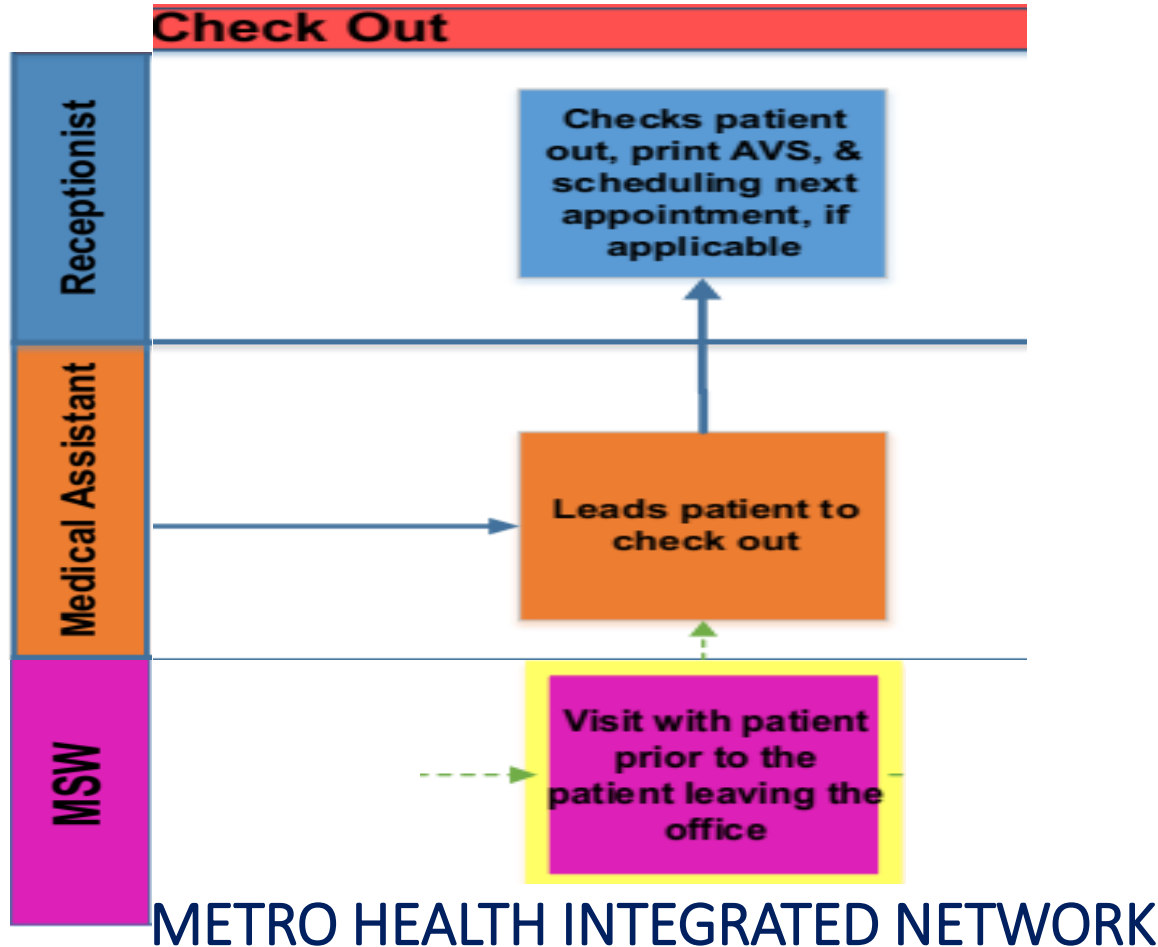 Check Out
Receptionist
Checks patient
out, print AVS, &
scheduling next
appointment, if
applicable
Medical Assistant
Leads patient to
check out
MSW
Visit with patient
prior to the
patient leaving the
office
METRO HEALTH INTEGRATED NETWORK